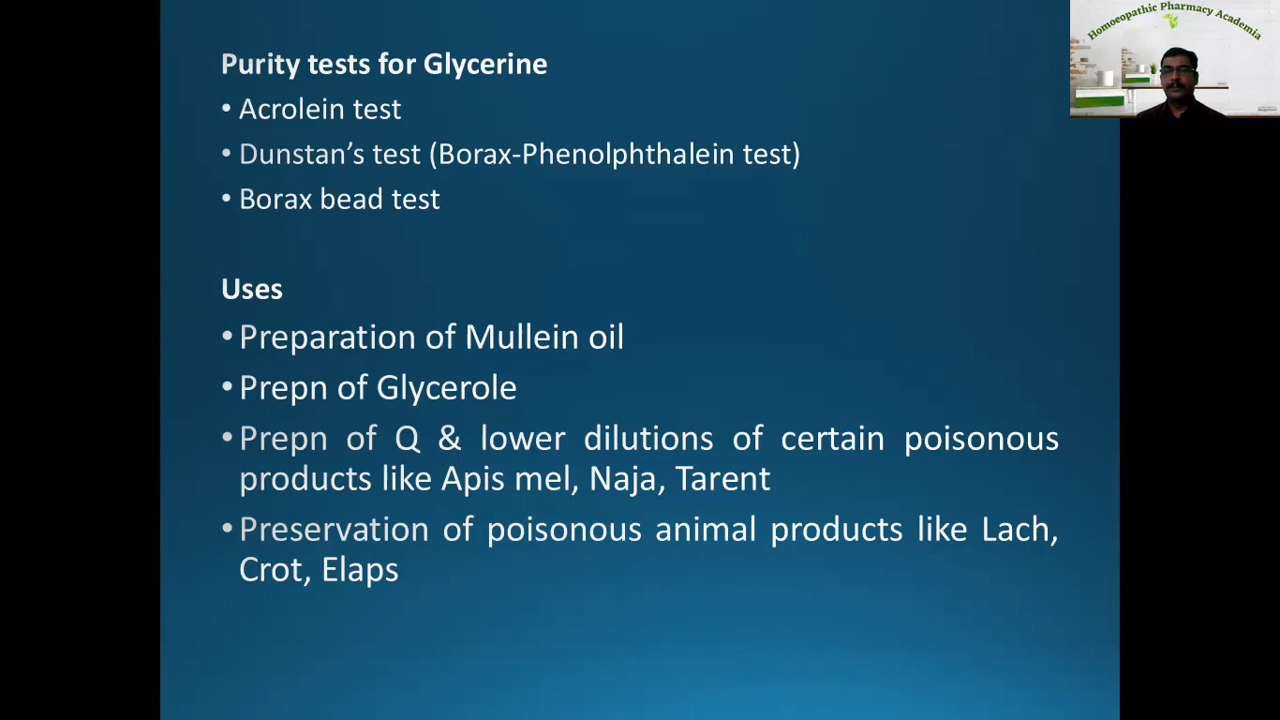 Homoeopathic Pharmacy Academia
Purity tests for Glycerine
• Acrolein test
• Dunstan’s test (Borax-Phenolphthalein test)
• Borax bead test
Uses
• Preparation of Mullein oil
• Prepn of Glycerole
• Prepn of Q & lower dilutions of certain poisonous
products like Apis mel, Naja, Tarent
• Preservation of poisonous animal products like Lach,
Crot, Elaps